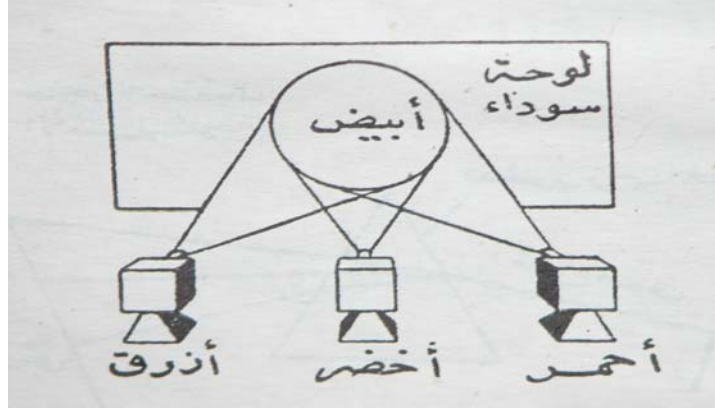 لوحة
سوداء
أبيض
أحمر
أخضر
أزرق